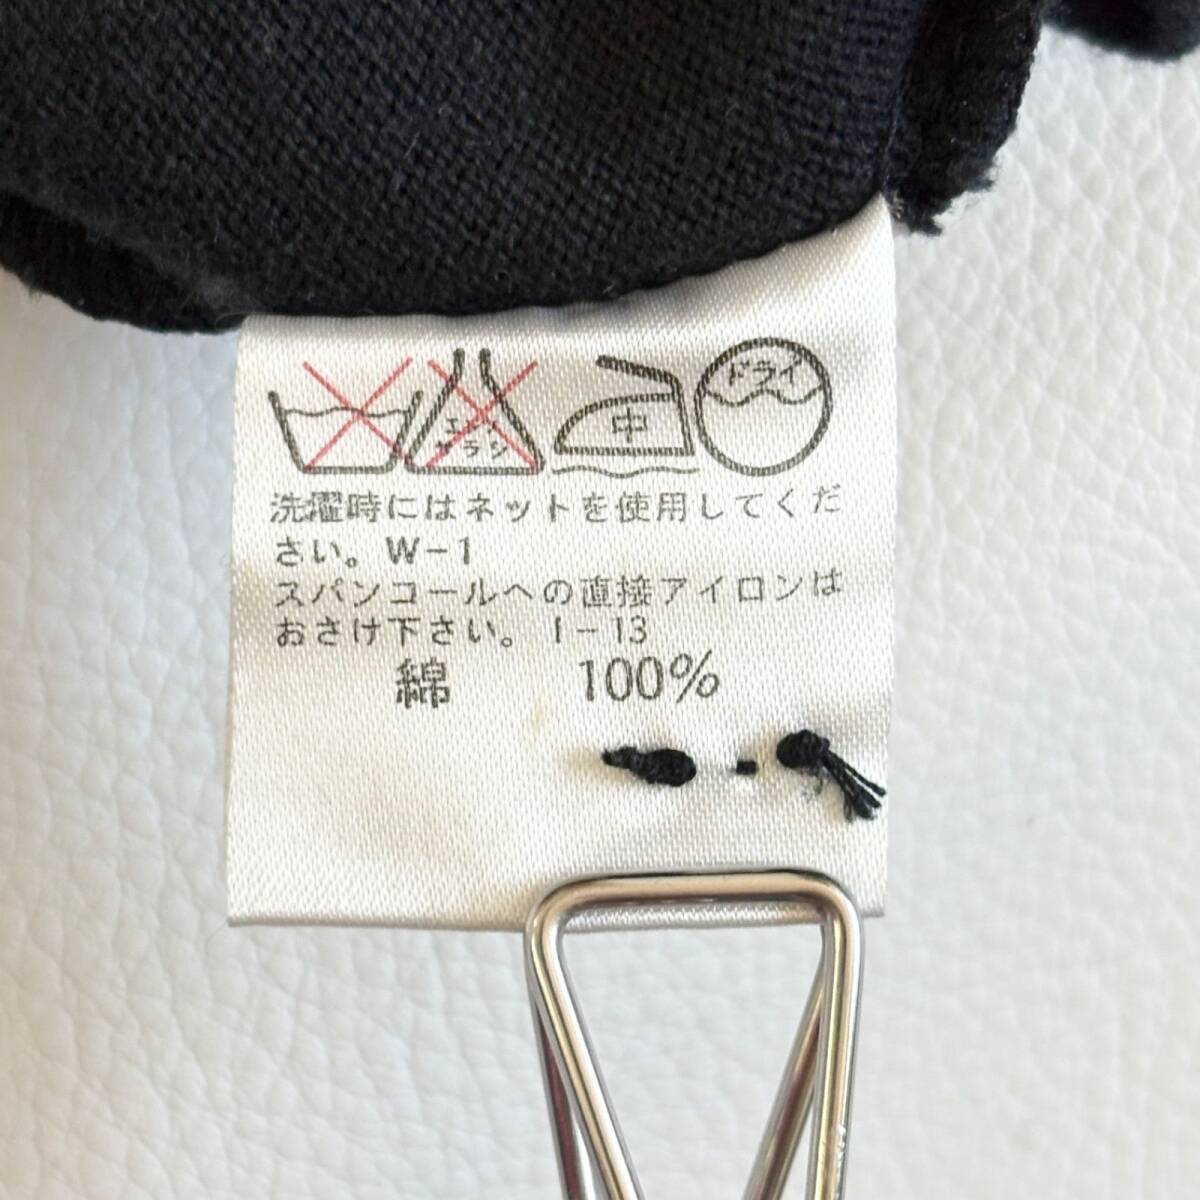 エンソ
サラシ
中
ドライ
洗濯時にはネットを使用してくだ
さい。W-1
スパンコールへの直接アイロンは
おさけ下さい。I-13
綿 100%